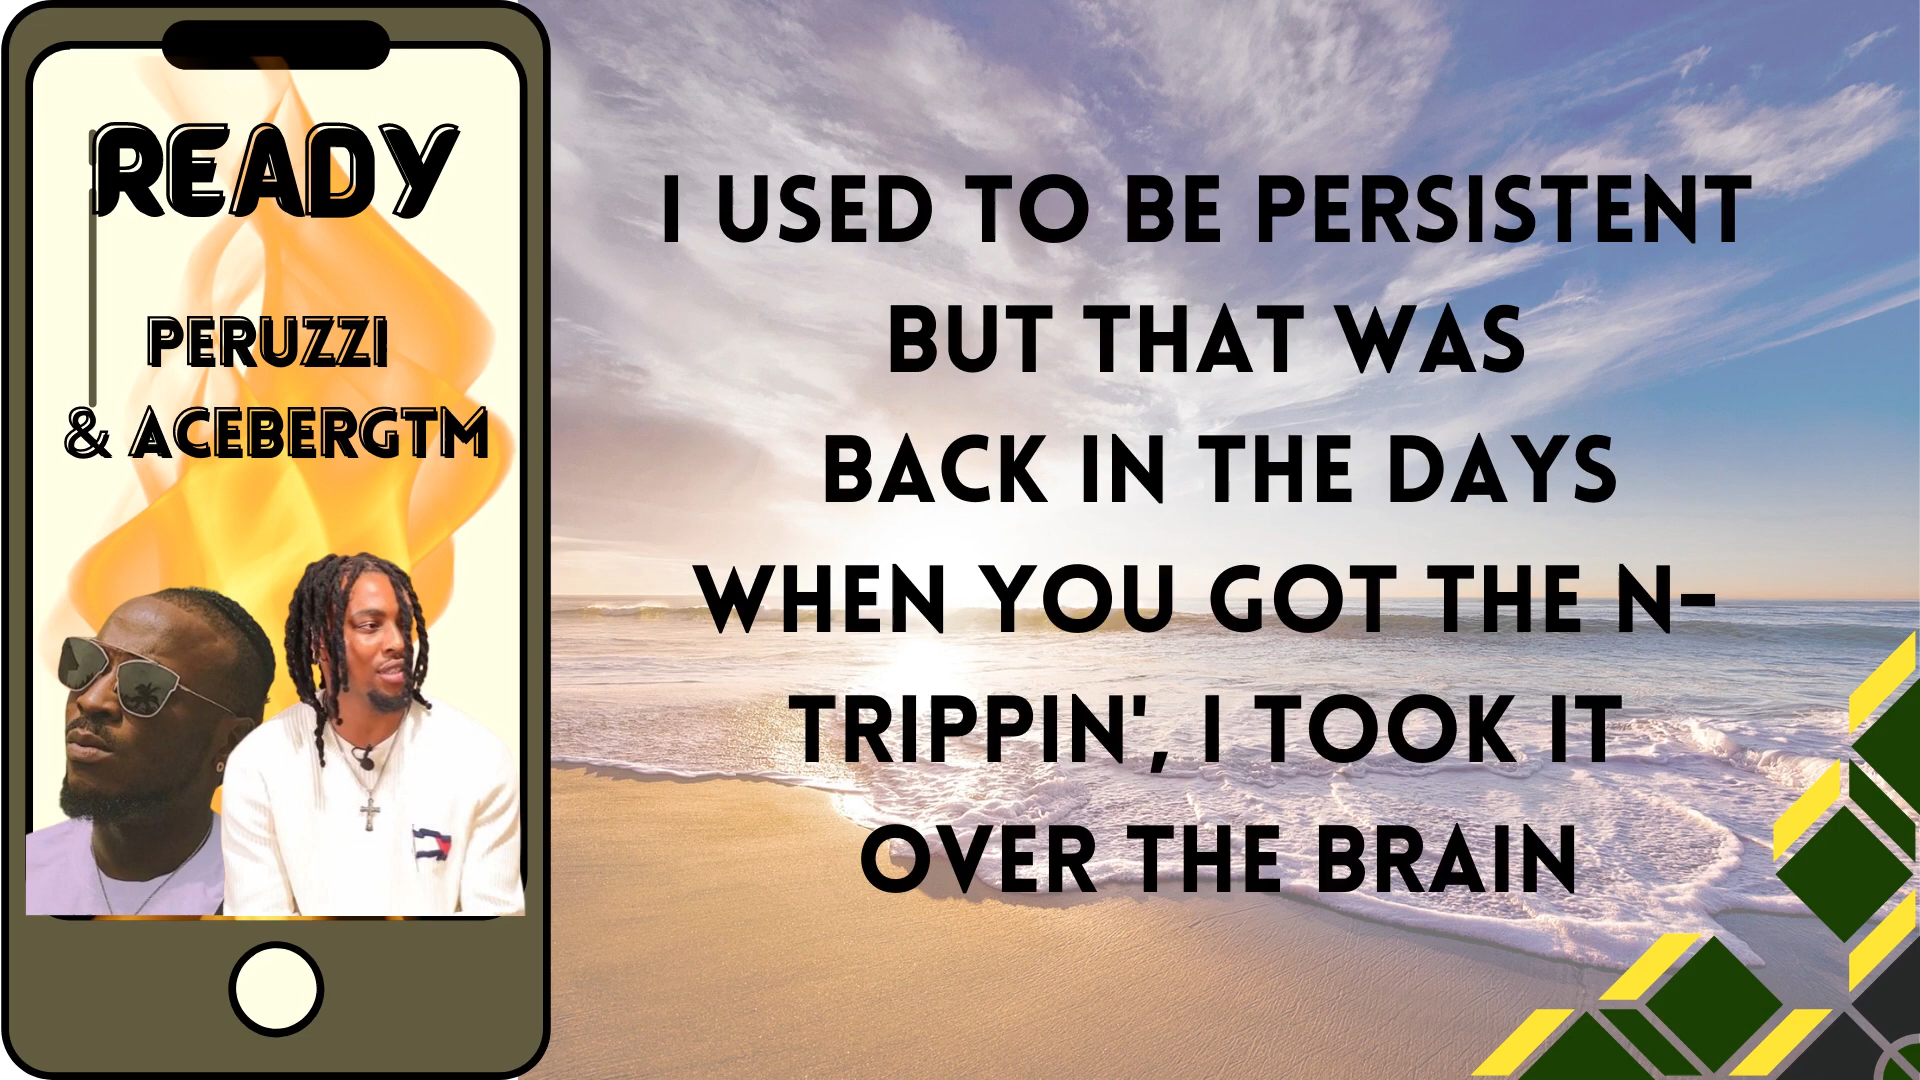 READY
PERUZZI
& ACEBERGTM
I USED TO BE PERSISTENT
BUT THAT WAS
BACK IN THE DAYS
WHEN YOU GOT THE N-
TRIPPIN', I TOOK IT
OVER THE BRAIN